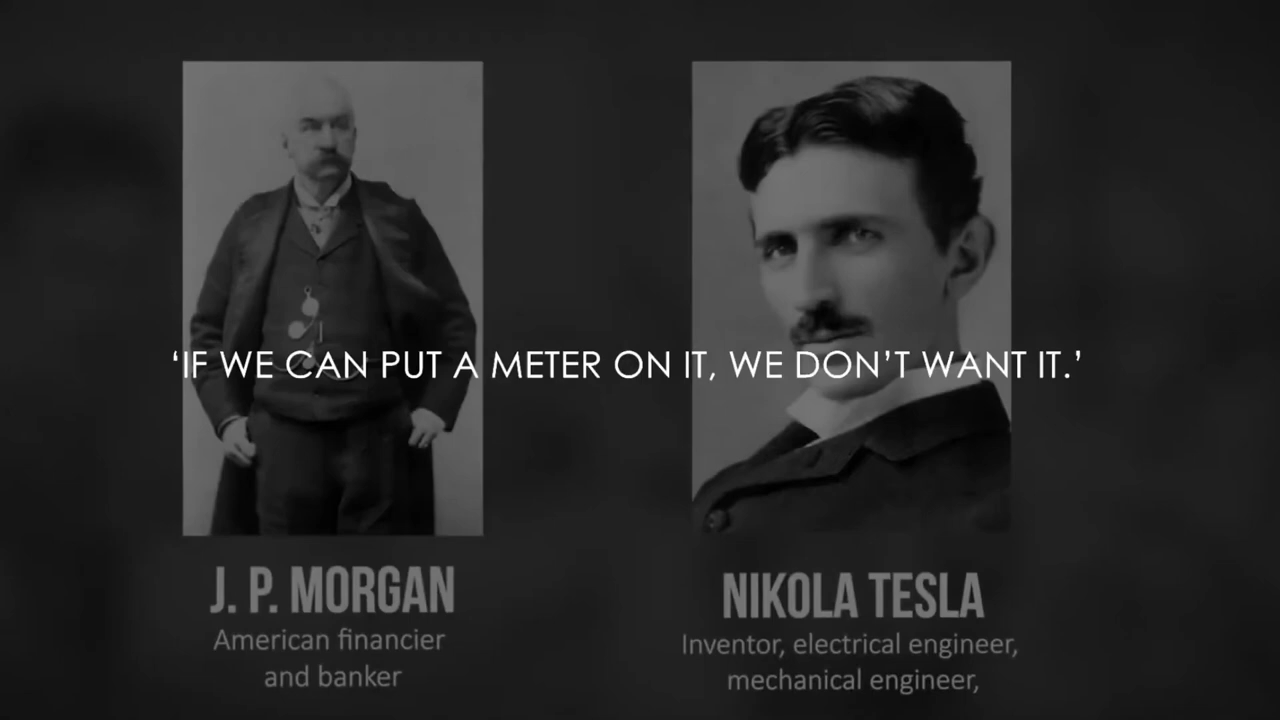 ‘IF WE CAN PUT A METER ON IT, WE DON’T WANT IT.’
J. P. MORGAN
American financier
and banker
NIKOLA TESLA
Inventor, electrical engineer,
mechanical engineer,